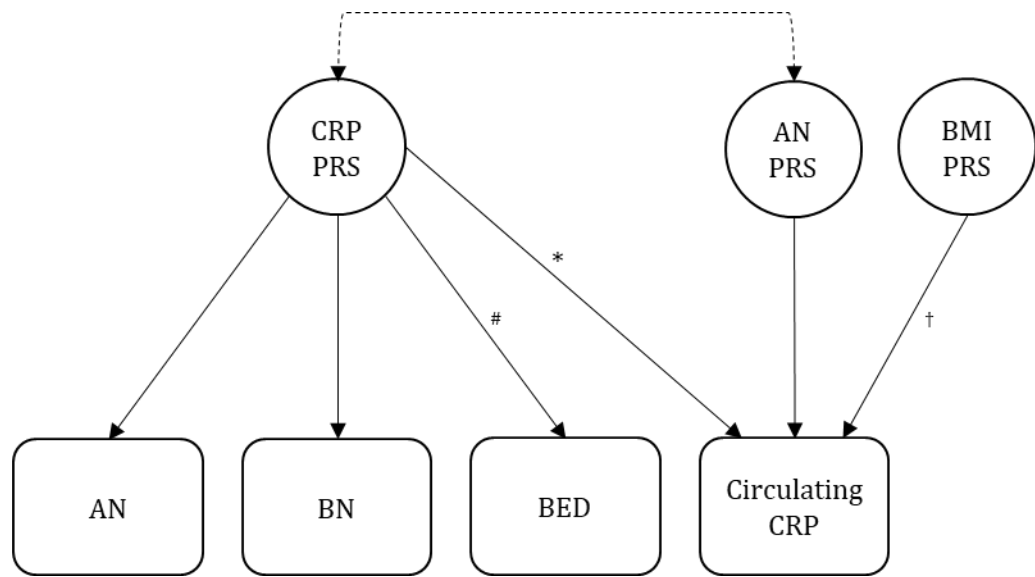 CRP
PRS
AN
PRS
BMI
PRS
*
#
†
AN
BN
BED
Circulating
CRP